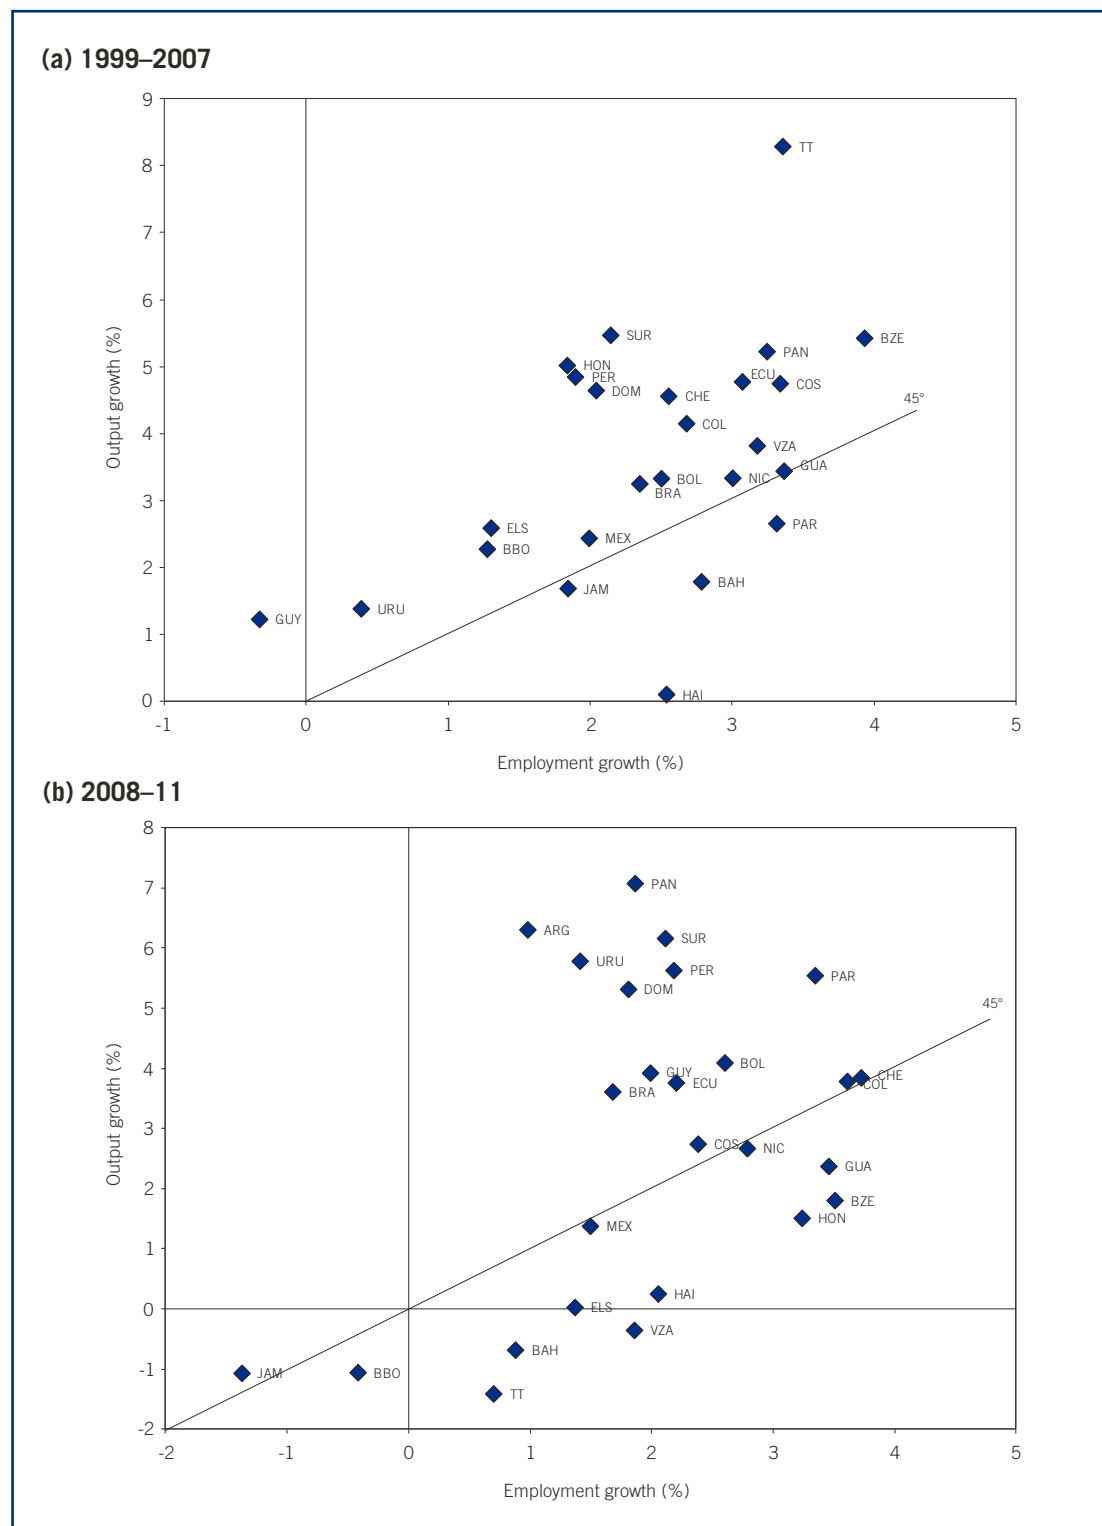 (a) 1999–2007
9
TT
8
7
6
SUR
BZE
PAN
HON
5
ECU
PER
COS
DOM
CHE
45°
COL
4
VZA
GUA
BOL
NIC
BRA
3
PAR
ELS
MEX
BBO
2
BAH
JAM
URU
GUY
1
HAI
0
Output growth (%)
-1 0 1 2 3 4 5
Employment growth (%)
(b) 2008–11
8
PAN
7
ARG
SUR
6
URU
PER
PAR
DOM
45°
5
BOL
4
GUY
CHE
ECU
COL
BRA
3
COS
NIC
GUA
2
BZE
HON
MEX
1
HAI
0
ELS
VZA
BAH
-1
JAM
BBO
TT
-2
Output growth (%)
-2 -1 0 1 2 3 4 5
Employment growth (%)